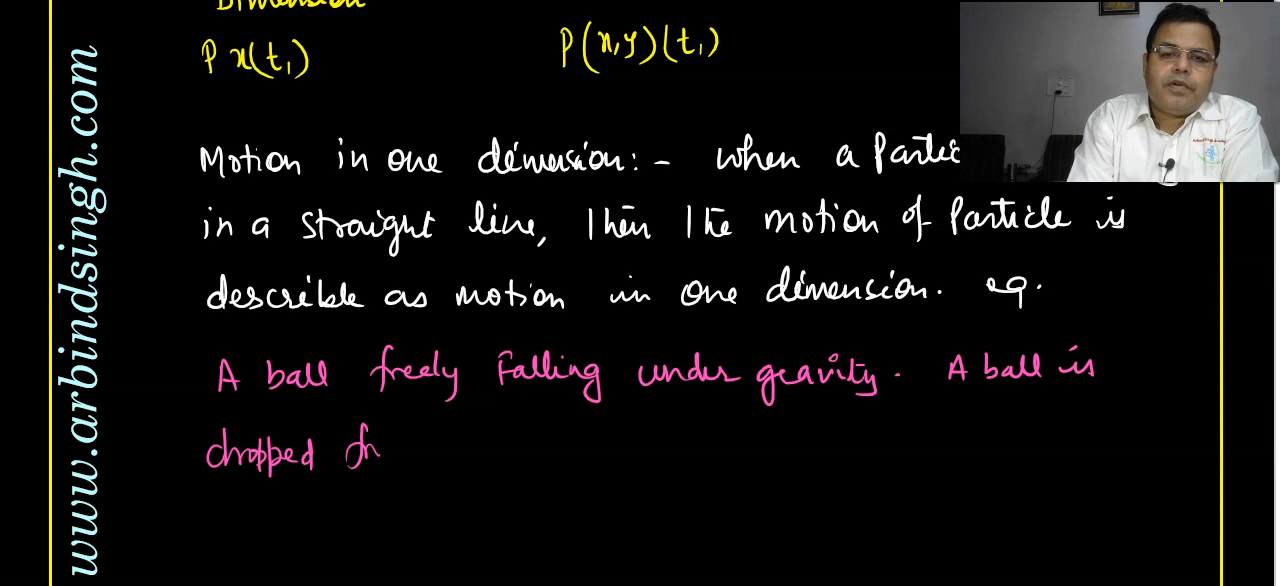 Dimension
P x(t₁) P(x,y)(t₁)
Motion in one dimension:- when a Partic
in a straight line, Then The motion of Particle is
describle as motion in one dimension. eg.
A ball freely Falling under gravity. A ball is
dropped
www.arbindsingh.com